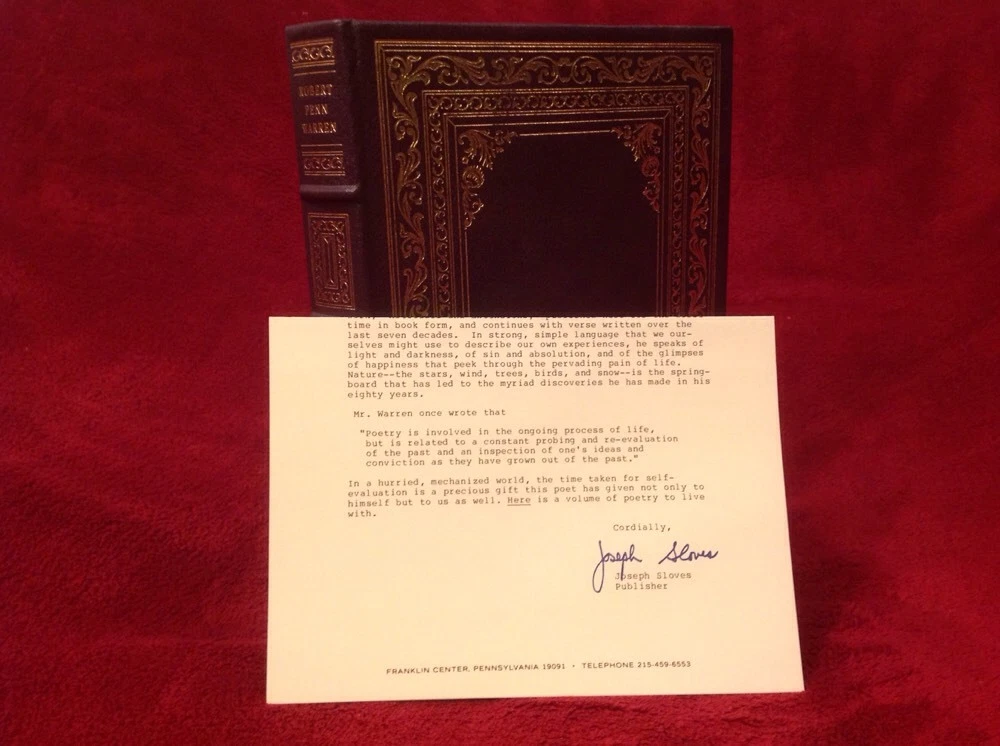 ROBERT
PENN
WARREN
time in book form, and continues with verse written over the
last seven decades.  In strong, simple language that we our-
selves might use to describe our own experiences, he speaks of
light and darkness, of sin and absolution, and of the glimpses
of happiness that peek through the pervading pain of life.
Nature--the stars, wind, trees, birds, and snow--is the spring-
board that has led to the myriad discoveries he has made in his
eighty years.
Mr. Warren once wrote that
"Poetry is involved in the ongoing process of life,
but is related to a constant probing and re-evaluation
of the past and an inspection of one's ideas and
conviction as they have grown out of the past."
In a hurried, mechanized world, the time taken for self-
evaluation is a precious gift this poet has given not only to
himself but to us as well. Here is a volume of poetry to live
with.
Cordially,
Joseph Sloves
Joseph Sloves
Publisher
FRANKLIN CENTER, PENNSYLVANIA 19091 • TELEPHONE 215-459-6553